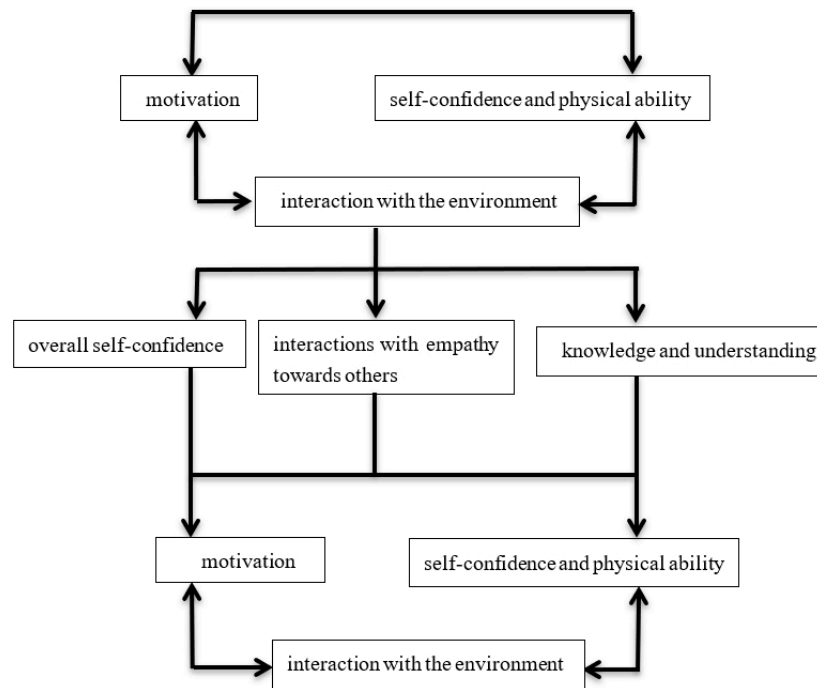 motivation
self-confidence and physical ability
interaction with the environment
overall self-confidence
interactions with empathy
towards others
knowledge and understanding
motivation
self-confidence and physical ability
interaction with the environment